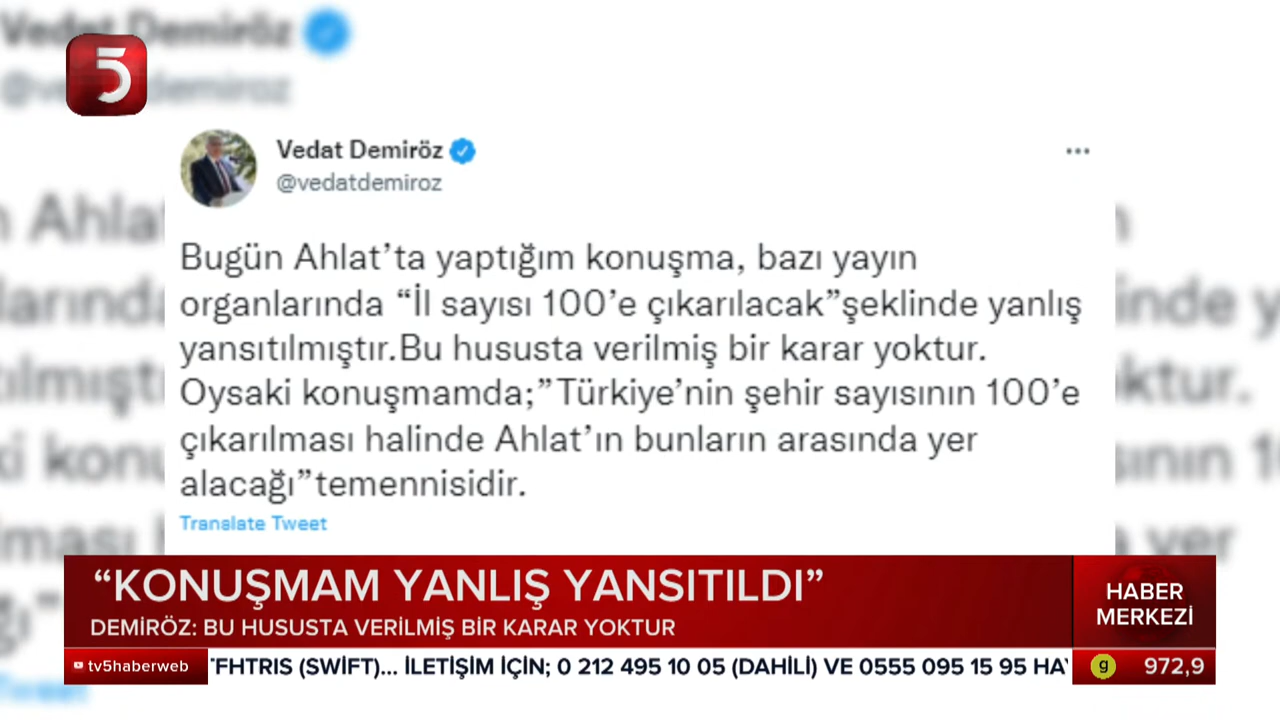 Vedat Demiröz
@vedatdemiroz
5
Vedat Demiröz
@vedatdemiroz
Bugün Ahlat’ta yaptığım konuşma, bazı yayın
organlarında “İl sayısı 100’e çıkarılacak”şeklinde yanlış
yansıtılmıştır.Bu hususta verilmiş bir karar yoktur.
Oysaki konuşmamda;”Türkiye’nin şehir sayısının 100’e
çıkarılması halinde Ahlat’ın bunların arasında yer
alacağı”temennisidir.
Translate Tweet
“KONUŞMAM YANLIŞ YANSITILDI”
DEMİRÖZ: BU HUSUSTA VERİLMİŞ BİR KARAR YOKTUR
HABER
MERKEZİ
tv5haberweb
FHTRIS (SWİFT)... İLETİŞİM İÇİN; 0 212 495 10 05 (DAHİLİ) VE 0555 095 15 95 HAY
g 972,9